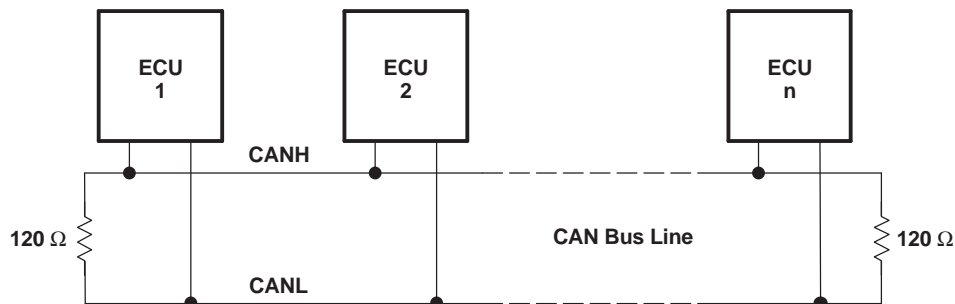 ECU
1
ECU
2
ECU
n
CANH
120 Ω
CAN Bus Line
120 Ω
CANL